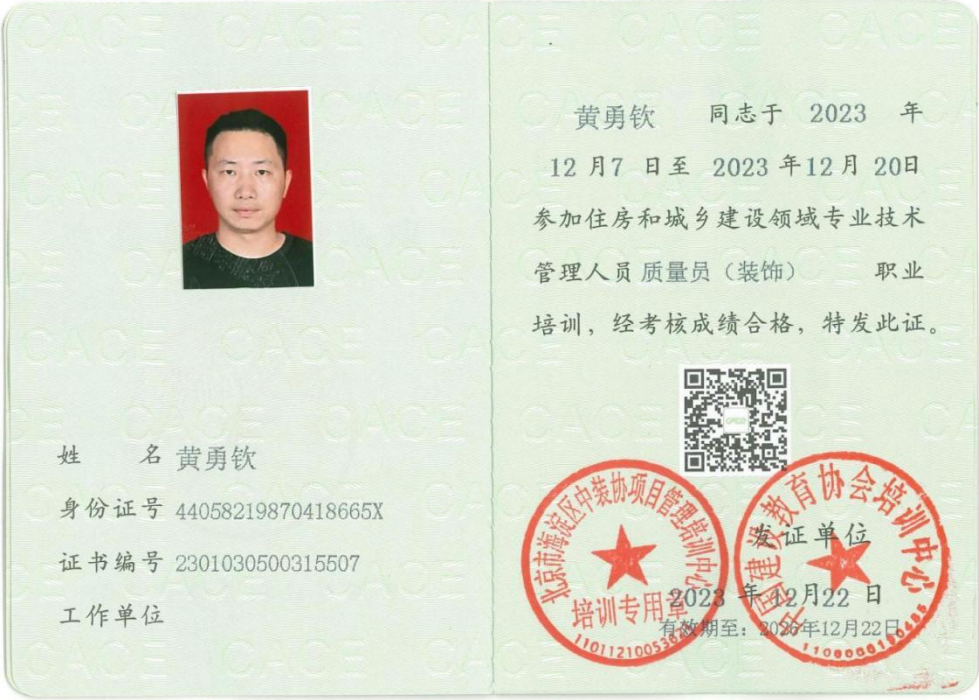 姓 名 黄勇钦
身份证号 44058219870418665X
证书编号 2301030500315507
工作单位
黄勇钦 同志于 2023 年
12 月 7 日至 2023 年 12 月 20 日
参加住房和城乡建设领域专业技术
管理人员 质量员（装饰） 职业
培训，经考核成绩合格，特发此证。
北京市海淀区中装协项目管理培训中心
培训专用章
中国建设教育协会培训中心
发证单位
2023 年 12月 22 日
有效期至：2026年12月22日
CACE